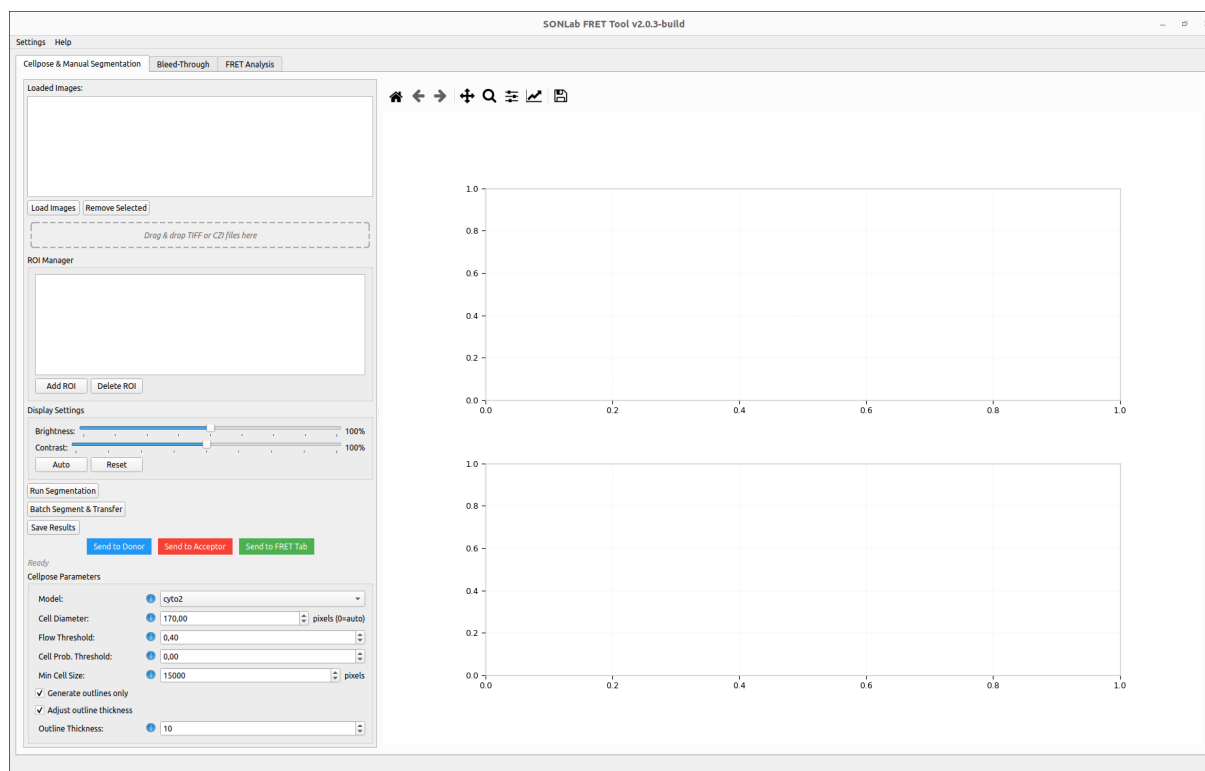 SONLab FRET Tool v2.0.3-build
Settings Help
Cellpose & Manual Segmentation Bleed-Through FRET Analysis
Loaded Images:
Load Images Remove Selected
Drag & drop TIFF or CZI files here
ROI Manager
Add ROI Delete ROI
Display Settings
Brightness: 100%
Contrast: 100%
Auto Reset
Run Segmentation
Batch Segment & Transfer
Save Results
Send to Donor Send to Acceptor Send to FRET Tab
Ready
Cellpose Parameters
Model: cyto2
Cell Diameter: 170,00 pixels (0=auto)
Flow Threshold: 0,40
Cell Prob. Threshold: 0,00
Min Cell Size: 15000 pixels
Generate outlines only
Adjust outline thickness
Outline Thickness: 10
1.0
0.8
0.6
0.4
0.2
0.0
0.0 0.2 0.4 0.6 0.8 1.0
1.0
0.8
0.6
0.4
0.2
0.0
0.0 0.2 0.4 0.6 0.8 1.0